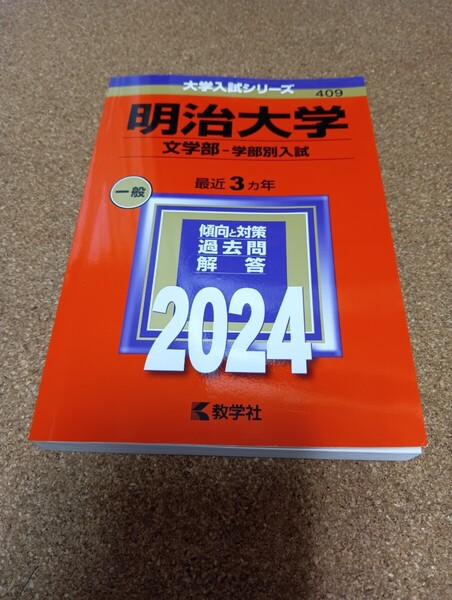 大学入試シリーズ
409
明治大学
文学部-学部別入試
最近3カ年
一般
傾向と対策
過去問
解答
2024
教学社